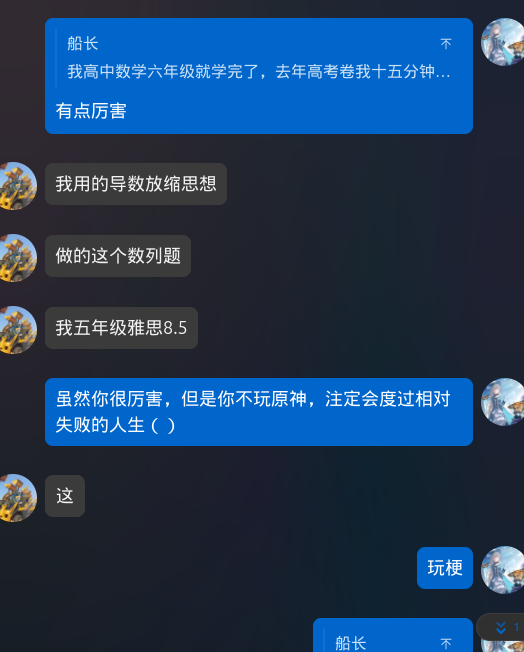 船长
我高中数学六年级就学完了，去年高考卷我十五分钟...
有点厉害
我用的导数放缩思想
做的这个数列题
我五年级雅思8.5
虽然你很厉害，但是你不玩原神，注定会度过相对
失败的人生（ ）
这
玩梗
1
船长